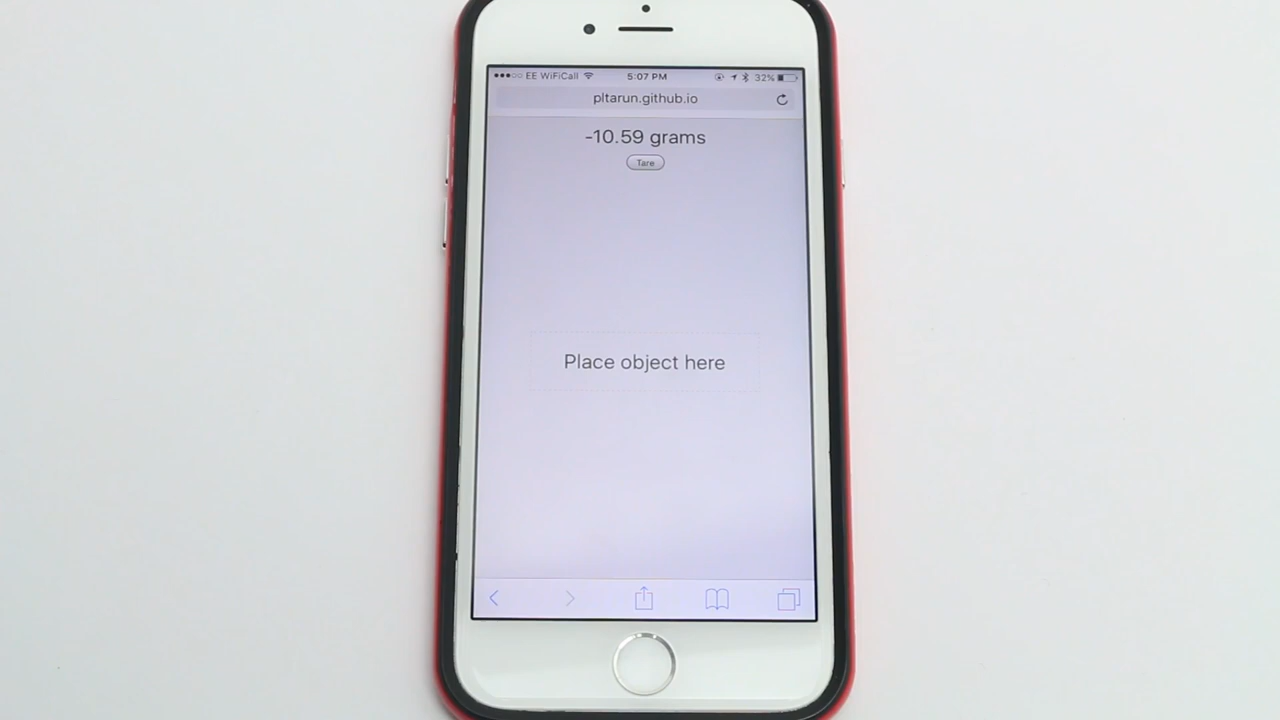 EE WiFiCall 5:07 PM 32%
pltarun.github.io
-10.59 grams
Tare
Place object here